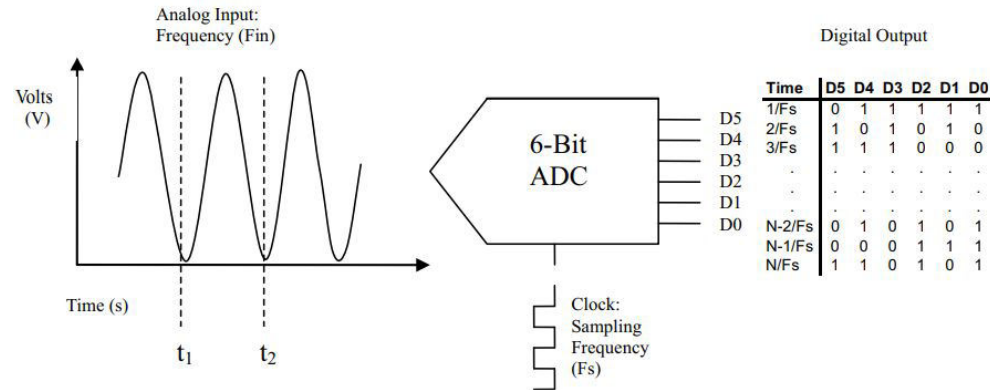 Analog Input:
Frequency (Fin)
Volts
(V)
Time (s)
t1
t2
6-Bit
ADC
D5
D4
D3
D2
D1
D0
Clock:
Sampling
Frequency
(Fs)
Digital Output
Time D5 D4 D3 D2 D1 D0
1/Fs 0 1 1 1 1 1
2/Fs 1 0 1 0 1 0
3/Fs 1 1 1 0 0 0
. . . . . . .
. . . . . . .
. . . . . . .
N-2/Fs 0 1 0 1 0 1
N-1/Fs 0 0 0 1 1 1
N/Fs 1 1 0 1 0 1